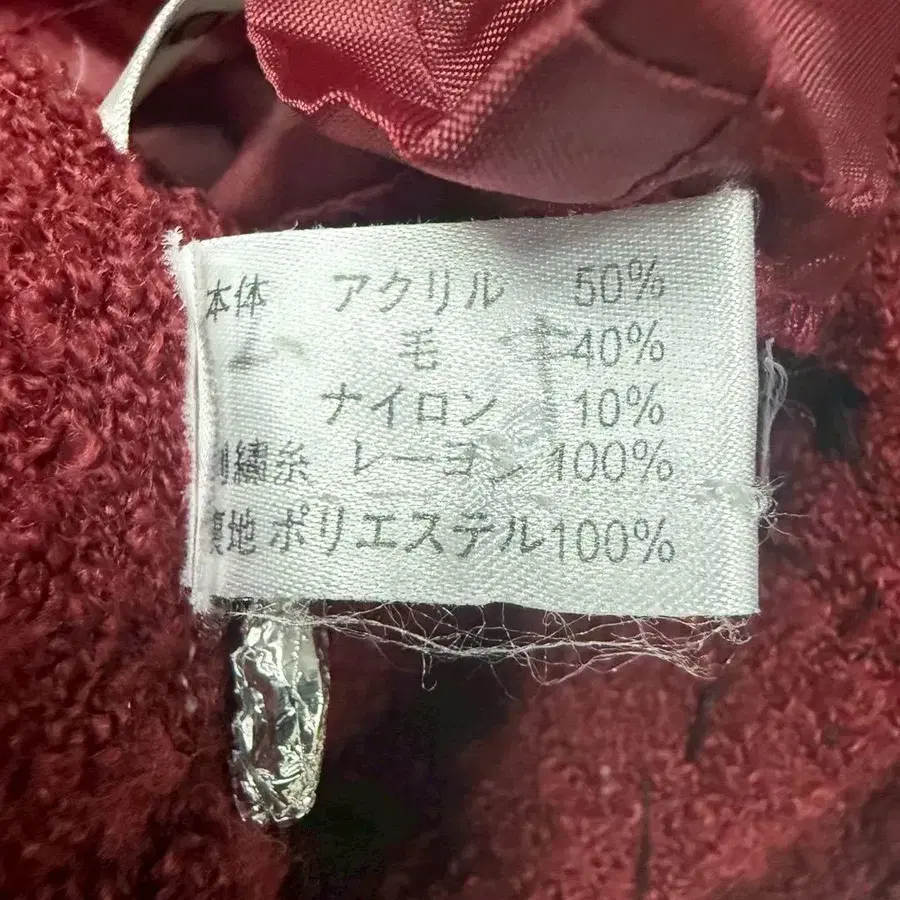 本体 アクリル 50%
毛 40%
ナイロン 10%
刺繍糸 レーヨン 100%
裏地 ポリエステル 100%